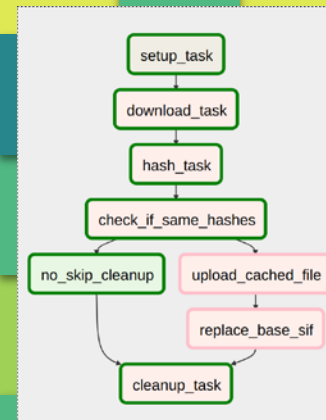 setup_task
download_task
hash_task
check_if_same_hashes
no_skip_cleanup
upload_cached_file
replace_base_sif
cleanup_task